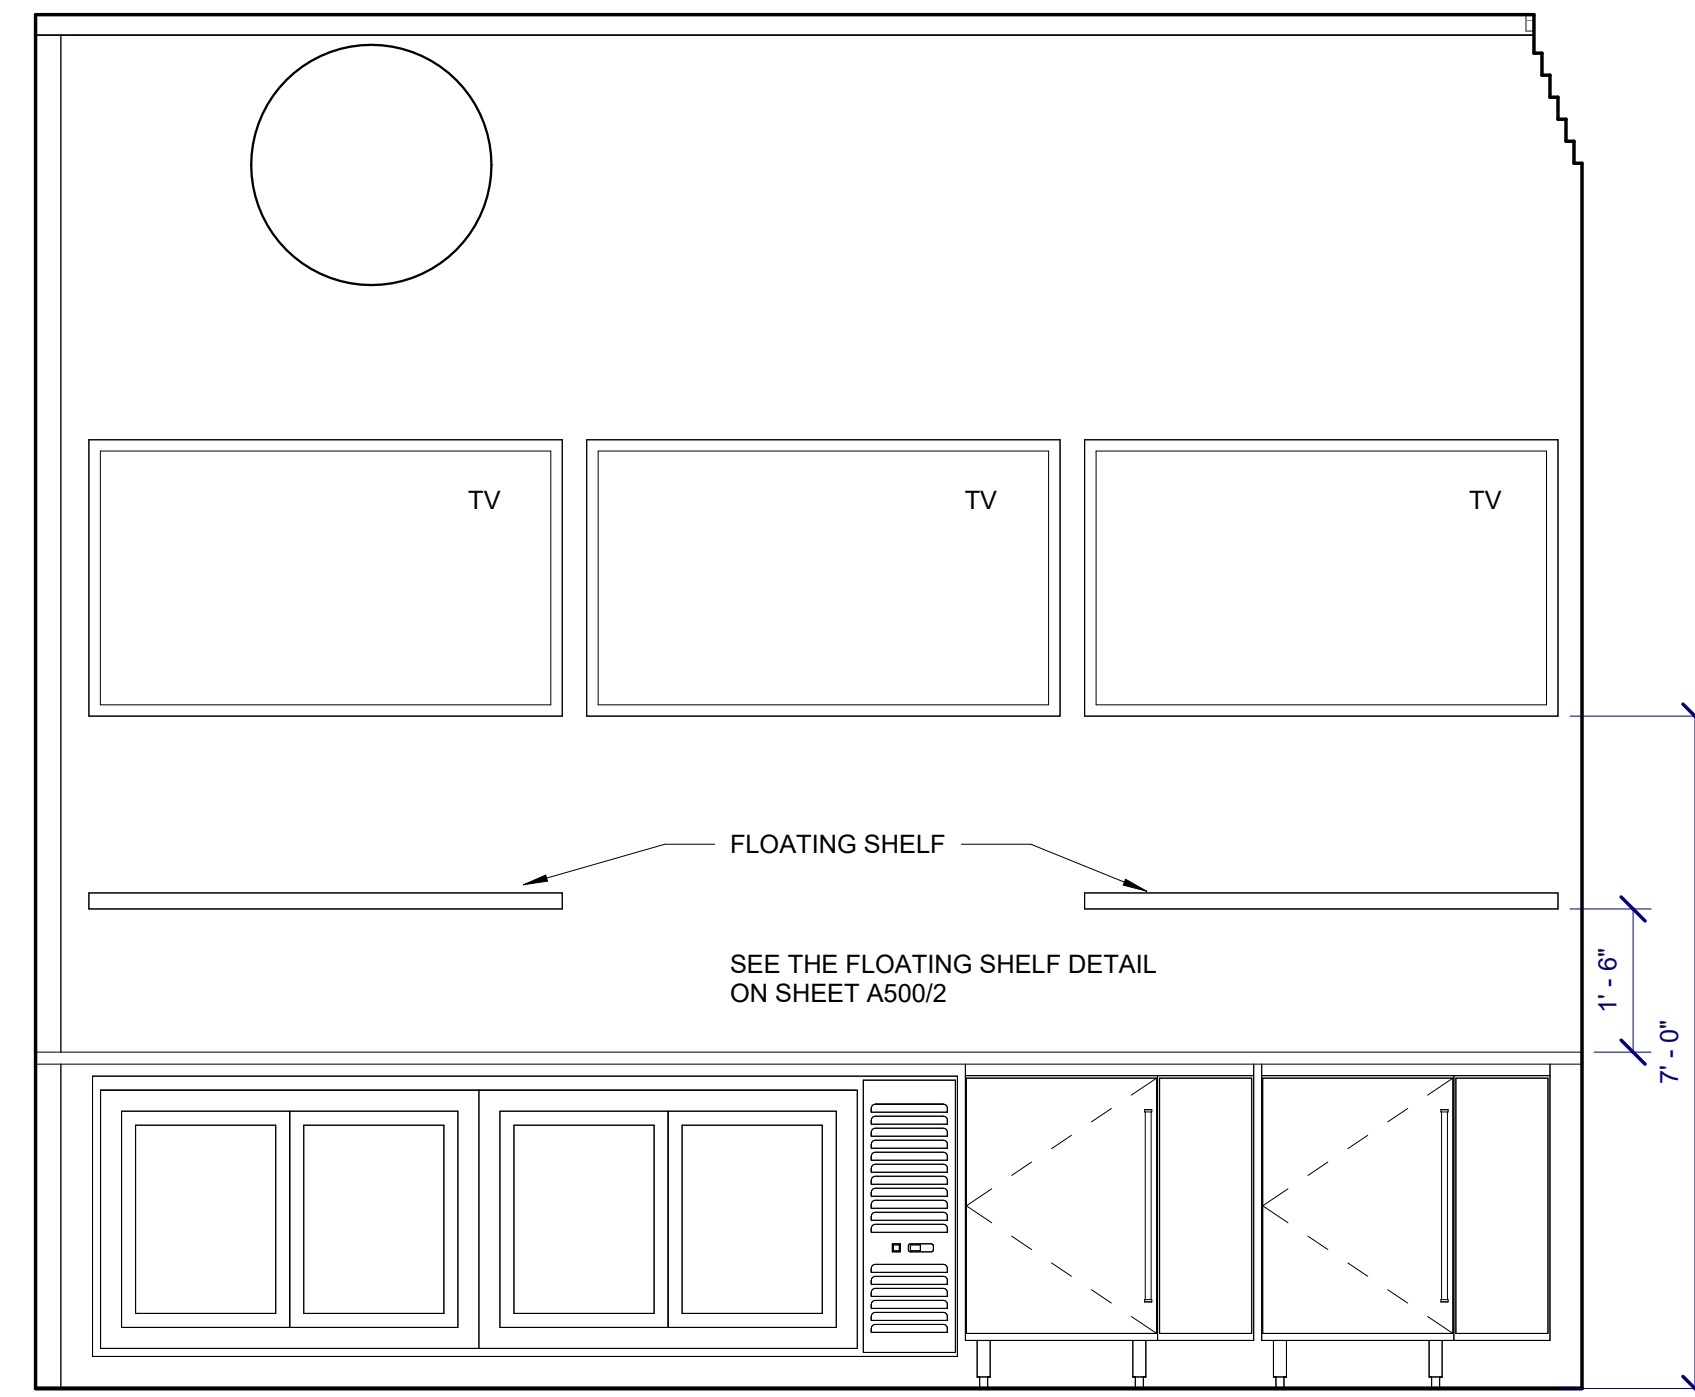 TV
TV
TV
FLOATING SHELF
SEE THE FLOATING SHELF DETAIL
ON SHEET A500/2
1' - 6"
7' - 0"